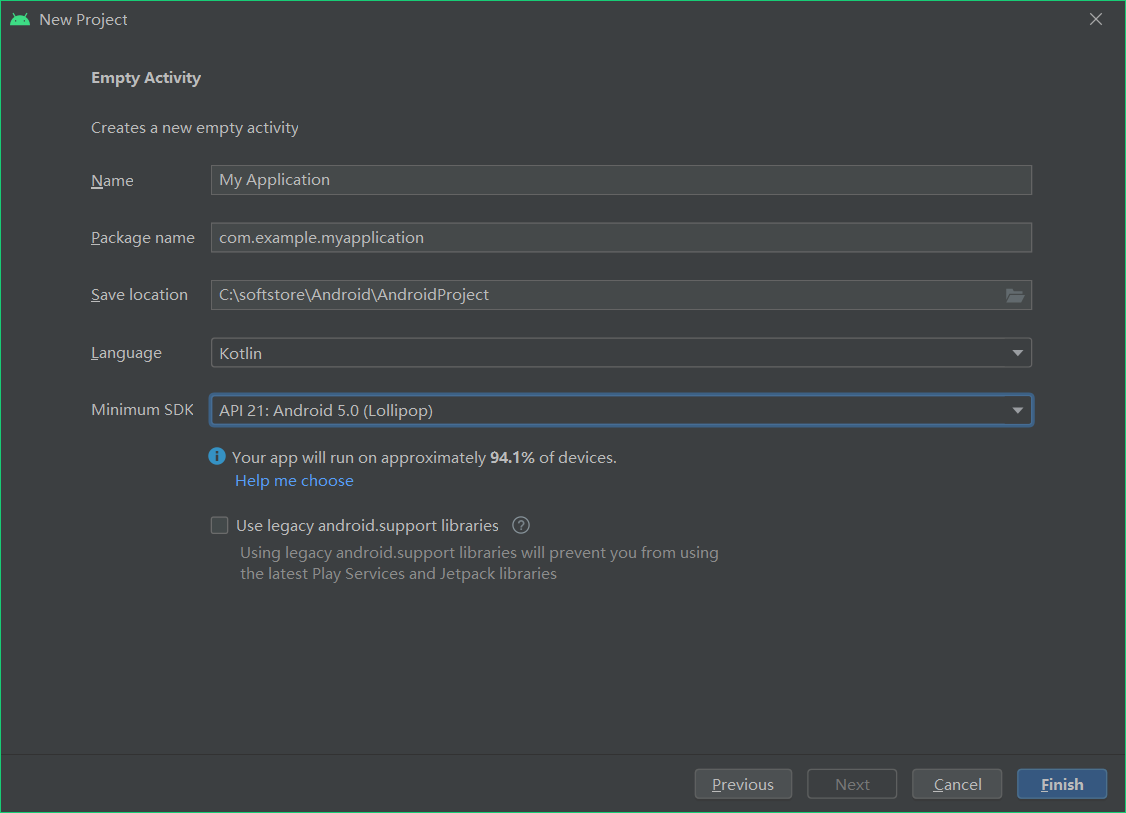 New Project
Empty Activity
Creates a new empty activity
Name My Application
Package name com.example.myapplication
Save location C:\softstore\Android\AndroidProject
Language Kotlin
Minimum SDK API 21: Android 5.0 (Lollipop)
Your app will run on approximately 94.1% of devices.
Help me choose
Use legacy android.support libraries
Using legacy android.support libraries will prevent you from using
the latest Play Services and Jetpack libraries
Previous Next Cancel Finish